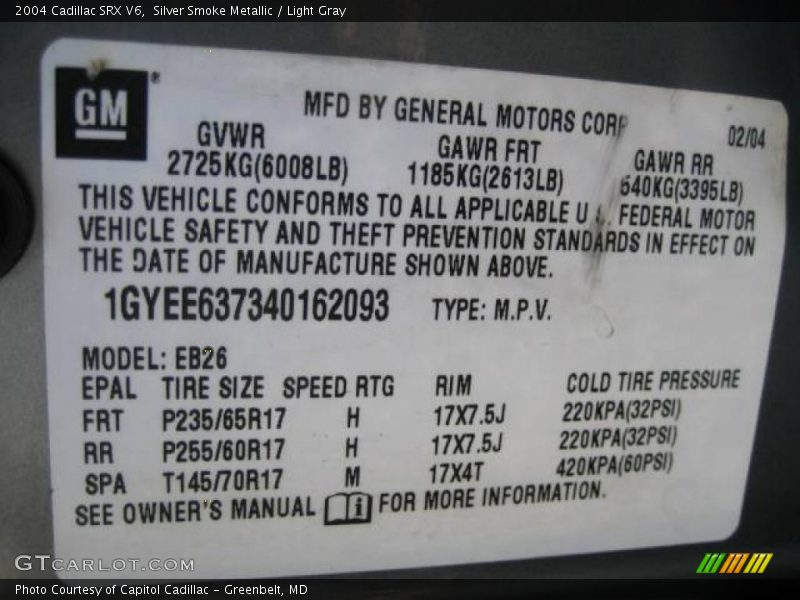 2004 Cadillac SRX V6, Silver Smoke Metallic / Light Gray
GM®
MFD BY GENERAL MOTORS CORP
02/04
GVWR GAWR FRT GAWR RR
2725KG(6008LB) 1185KG(2613LB) 540KG(3395LB)
THIS VEHICLE CONFORMS TO ALL APPLICABLE U.S. FEDERAL MOTOR
VEHICLE SAFETY AND THEFT PREVENTION STANDARDS IN EFFECT ON
THE DATE OF MANUFACTURE SHOWN ABOVE.
1GYEE637340162093 TYPE: M.P.V.
MODEL: EB26
EPAL TIRE SIZE SPEED RTG RIM COLD TIRE PRESSURE
FRT P235/65R17 H 17X7.5J 220KPA(32PSI)
RR P255/60R17 H 17X7.5J 220KPA(32PSI)
SPA T145/70R17 M 17X4T 420KPA(60PSI)
SEE OWNER'S MANUAL FOR MORE INFORMATION.
GTcarlot.com
Photo Courtesy of Capitol Cadillac - Greenbelt, MD